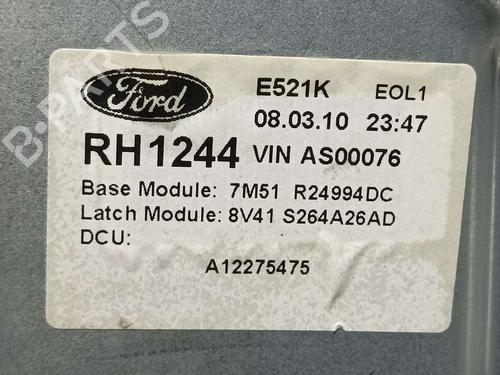 Ford E521K EOL1
08.03.10 23:47
RH1244 VIN AS00076
Base Module: 7M51 R24994DC
Latch Module: 8V41 S264A26AD
DCU:
A12275475
B-PARTS